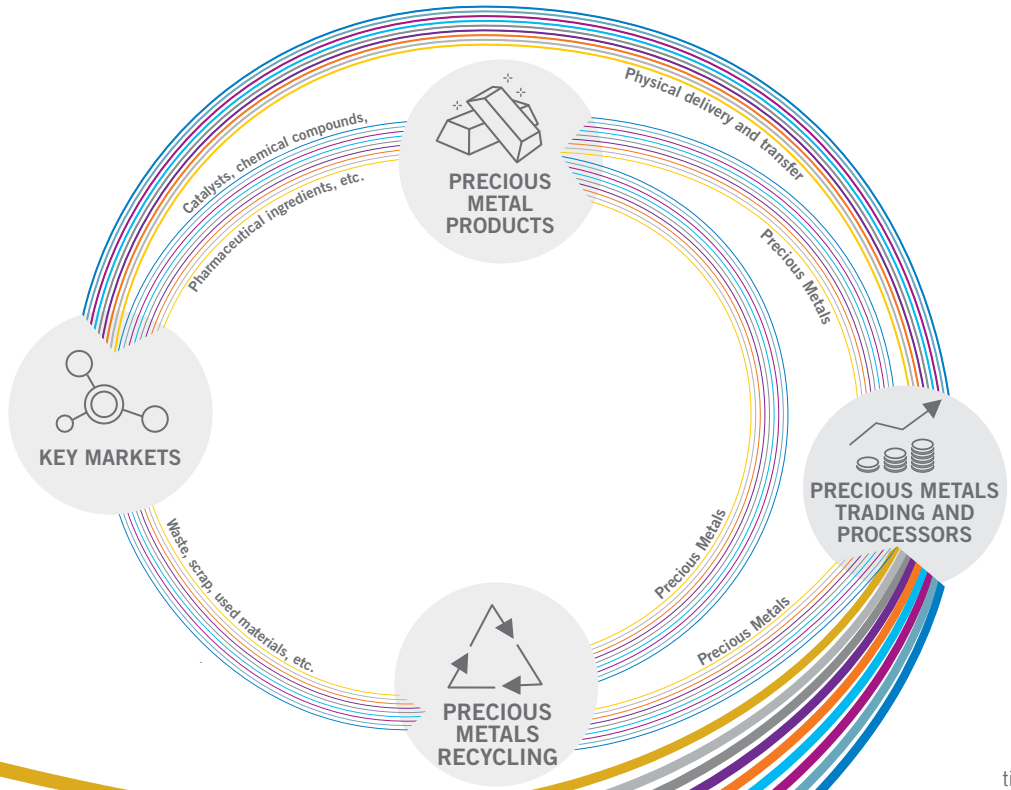 Physical delivery and transfer
Catalysts, chemical compounds,
Pharmaceutical ingredients, etc.
PRECIOUS
METAL
PRODUCTS
Precious Metals
KEY MARKETS
PRECIOUS METALS
TRADING AND
PROCESSORS
Waste, scrap, used materials, etc.
Precious Metals
Precious Metals
PRECIOUS
METALS
RECYCLING
ti